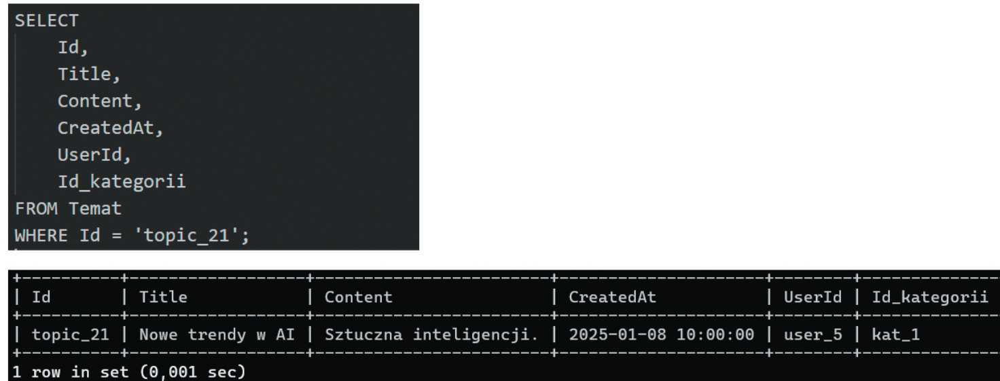 SELECT
Id,
Title,
Content,
CreatedAt,
UserId,
Id_kategorii
FROM Temat
WHERE Id = 'topic_21';
+----------+------------------+------------------------+---------------------+--------+--------------
| Id | Title | Content | CreatedAt | UserId | Id_kategorii
+----------+------------------+------------------------+---------------------+--------+--------------
| topic_21 | Nowe trendy w AI | Sztuczna inteligencji. | 2025-01-08 10:00:00 | user_5 | kat_1
+----------+------------------+------------------------+---------------------+--------+--------------
1 row in set (0,001 sec)